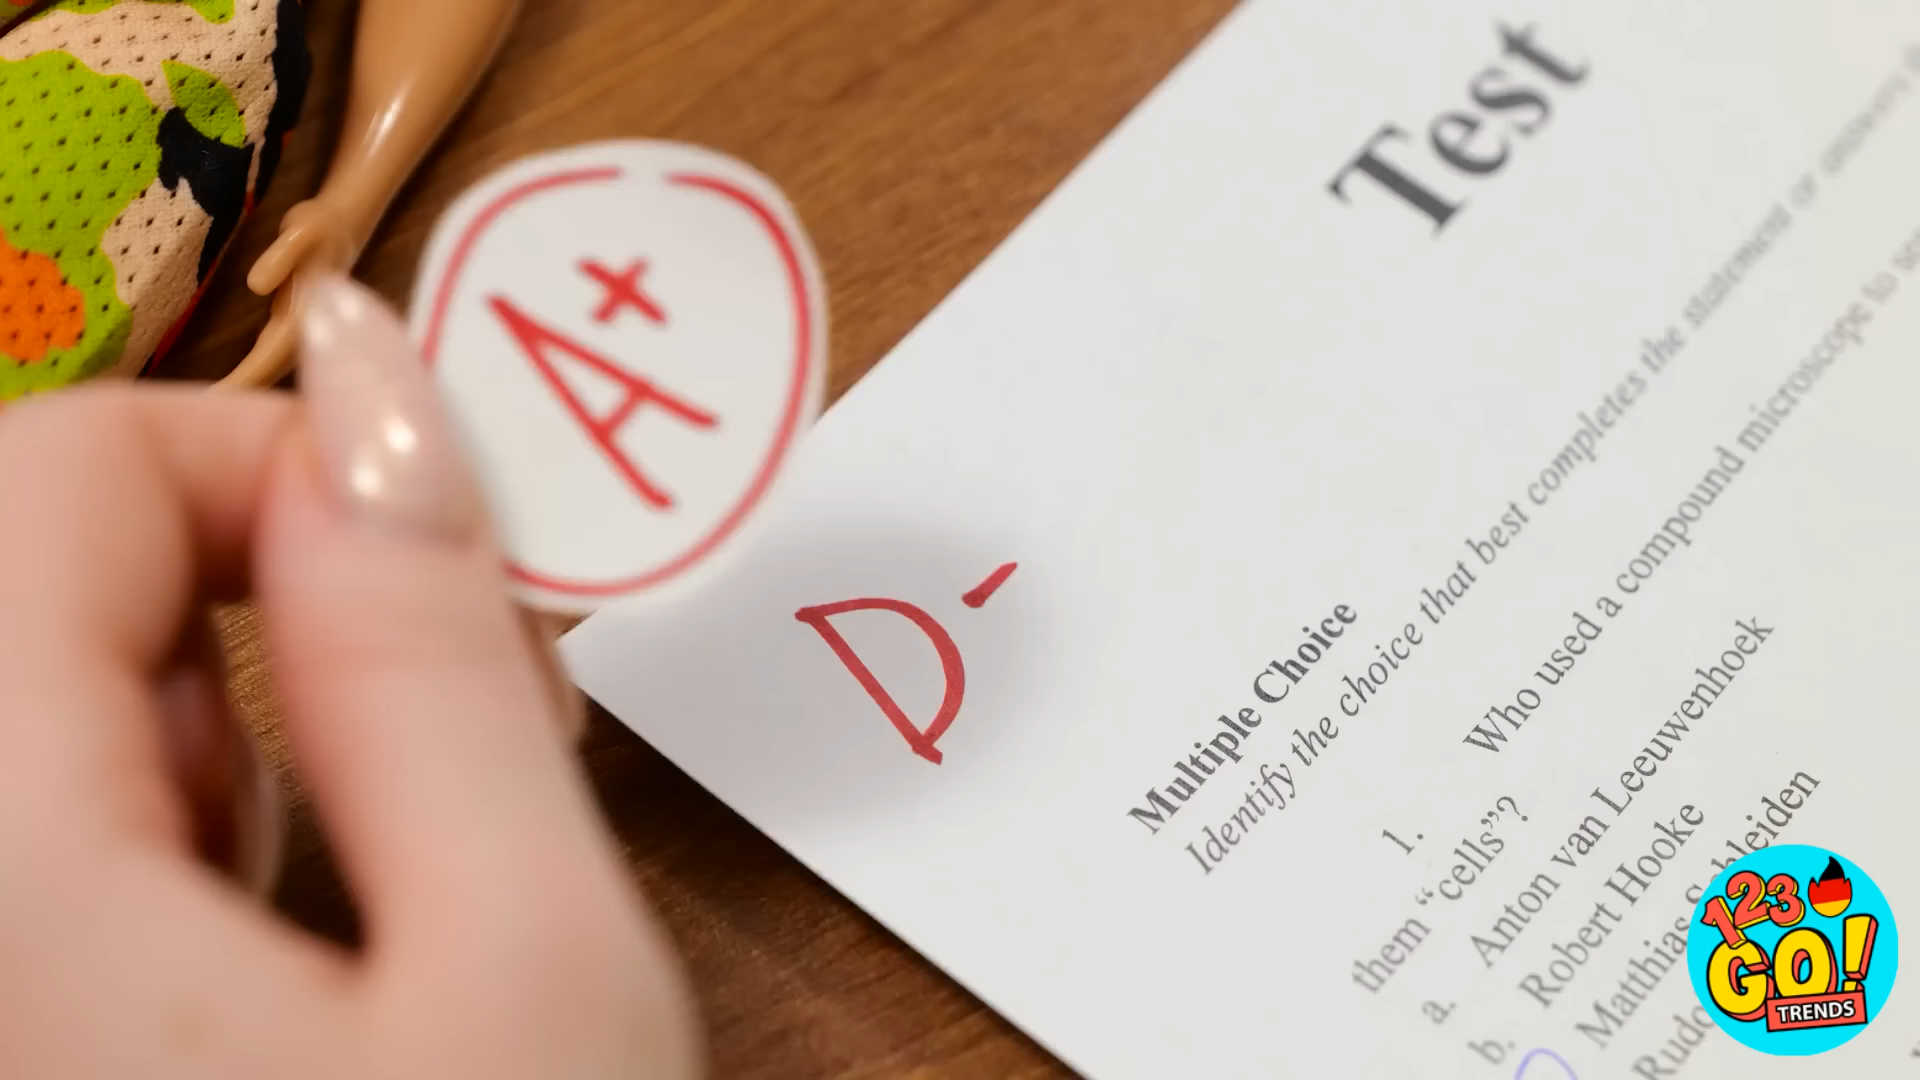 A+
D-
Test
Multiple Choice
Identify the choice that best completes the statement or answers
1. Who used a compound microscope to
them “cells”?
a. Anton van Leeuwenhoek
b. Robert Hooke
Matthias Schleiden
123
GO!
TRENDS